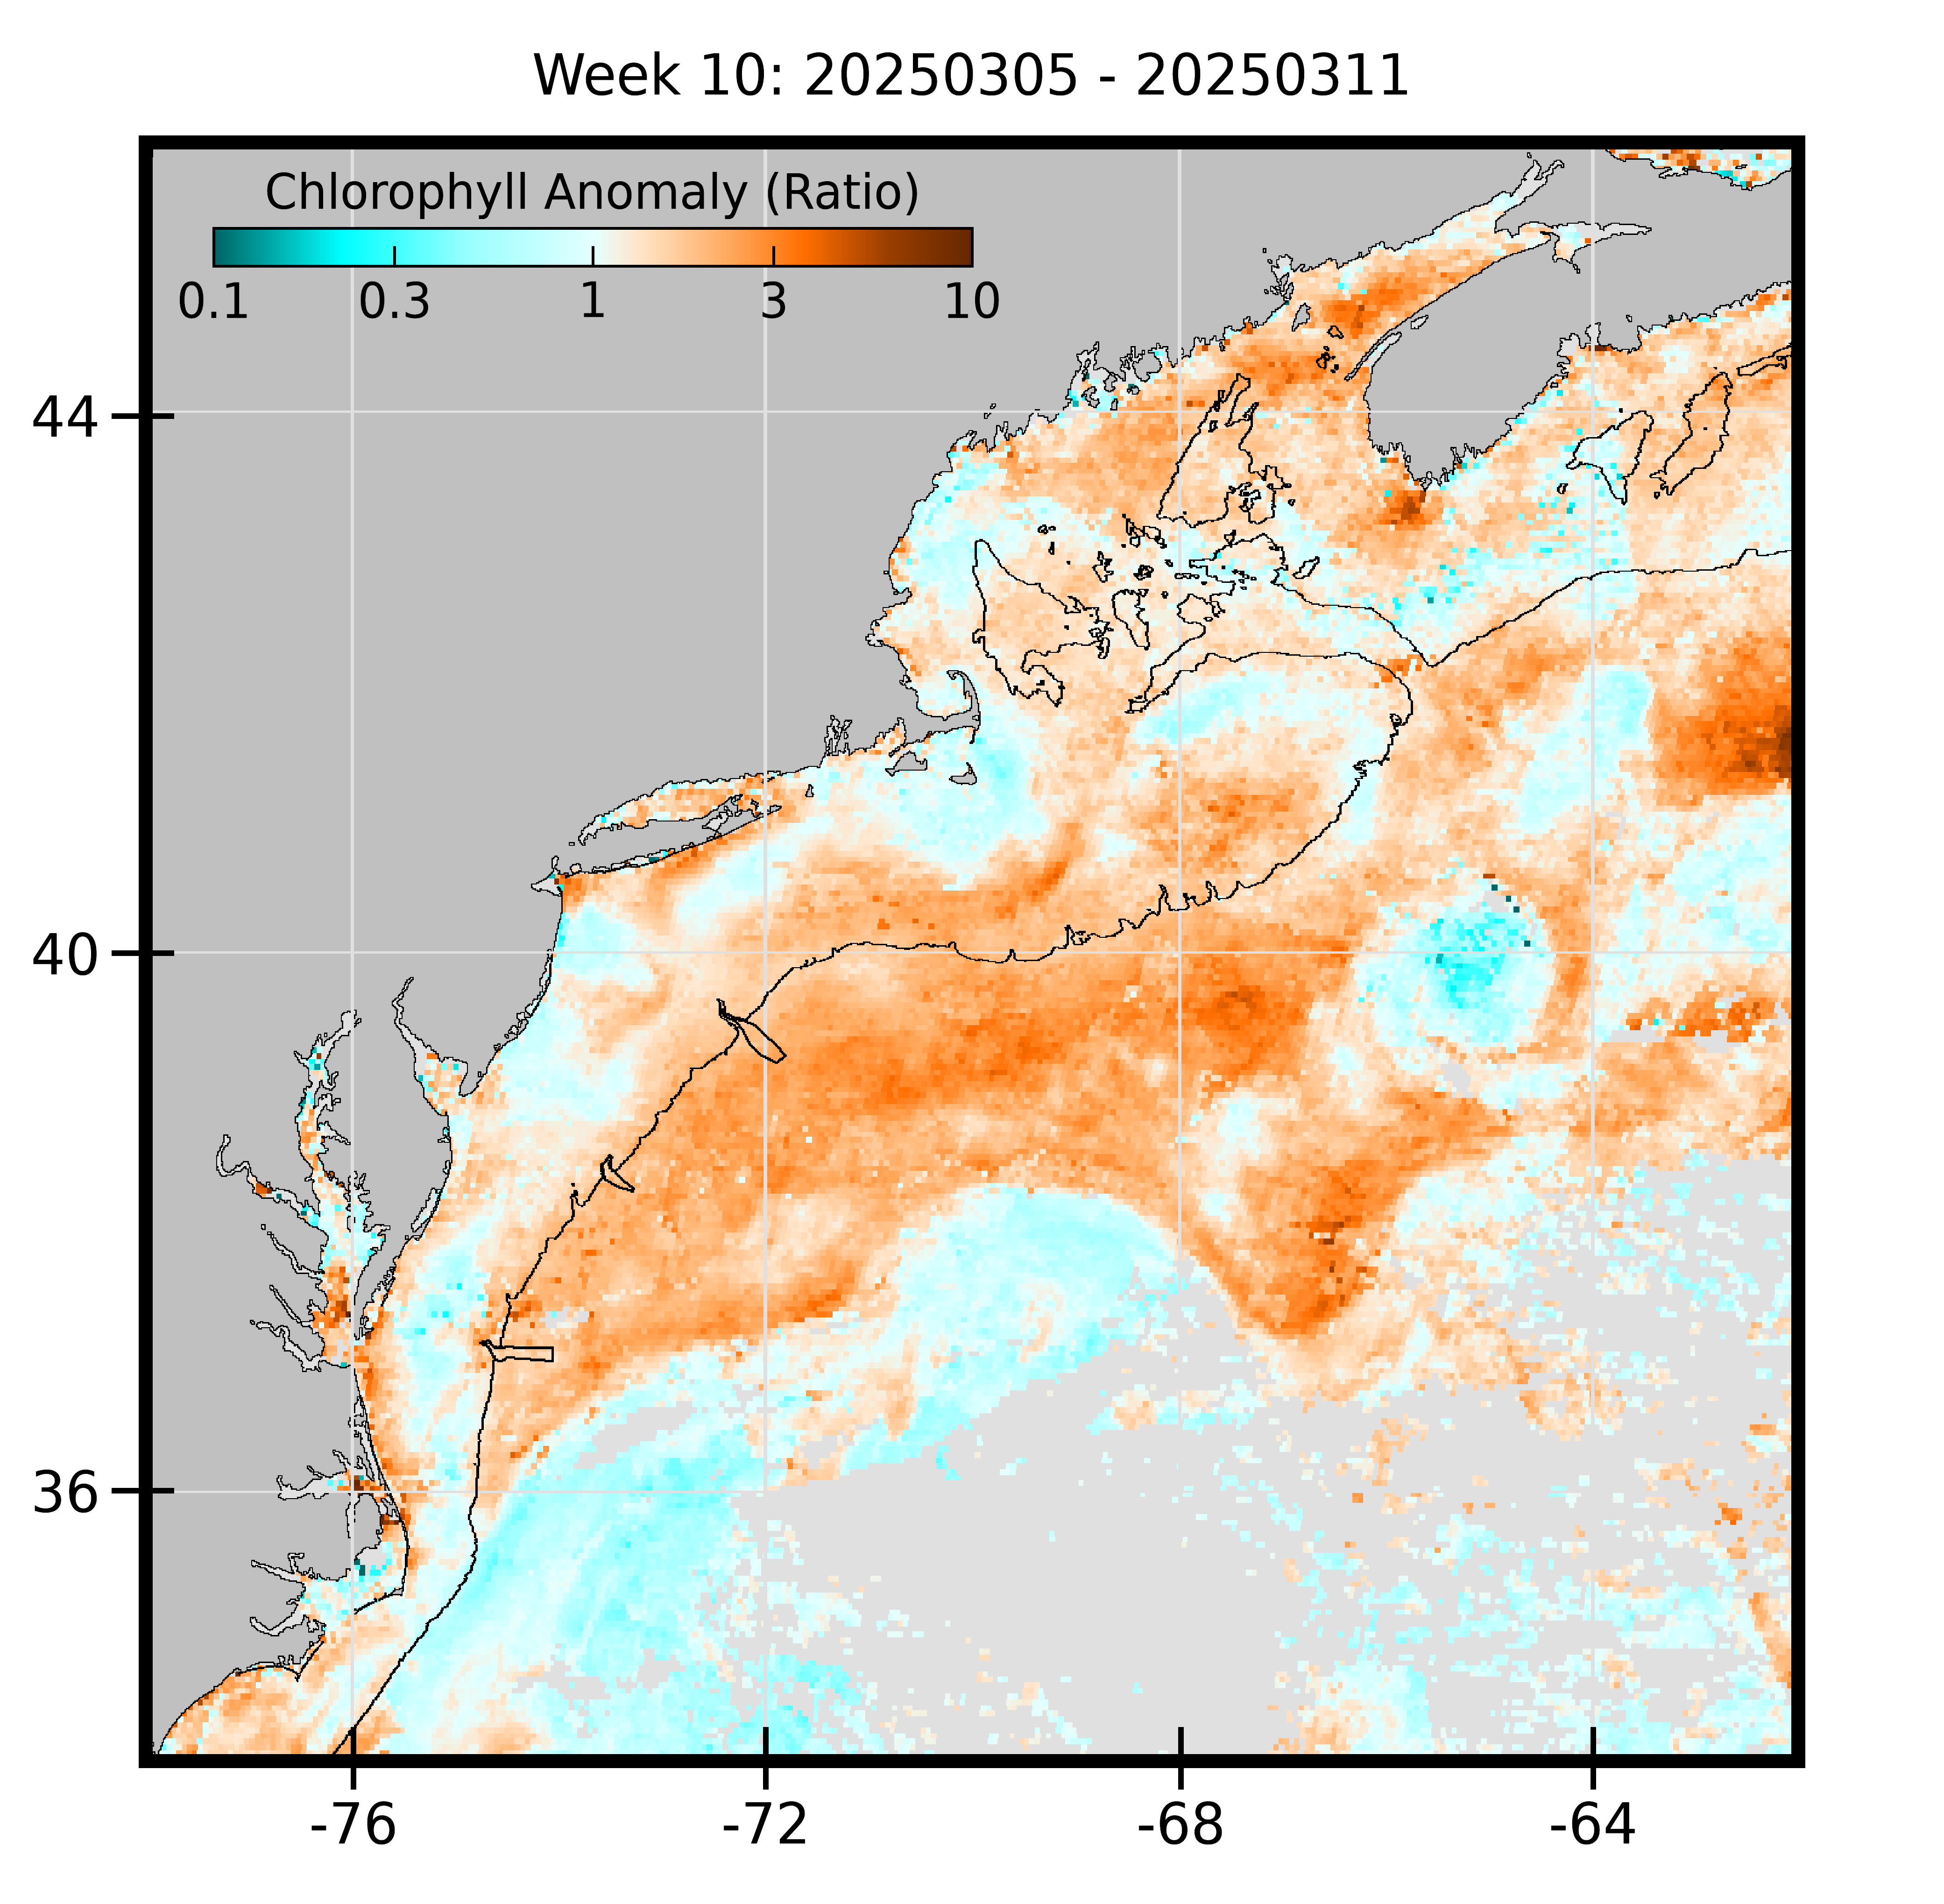 Week 10: 20250305 - 20250311
Chlorophyll Anomaly (Ratio)
0.1 0.3 1 3 10
44
40
36
-76 -72 -68 -64